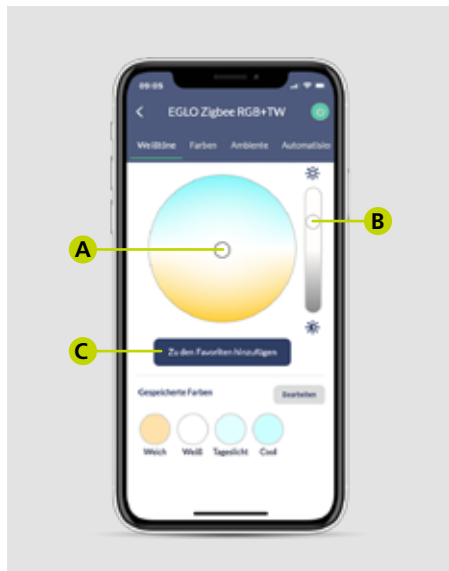 09:05
EGLO Zigbee RGB+TW
Weißtöne Farben Ambiente Automatisier
A
B
C
Zu den Favoriten hinzufügen
Gespeicherte Farben Bearbeiten
Weich Weiß Tageslicht Cool